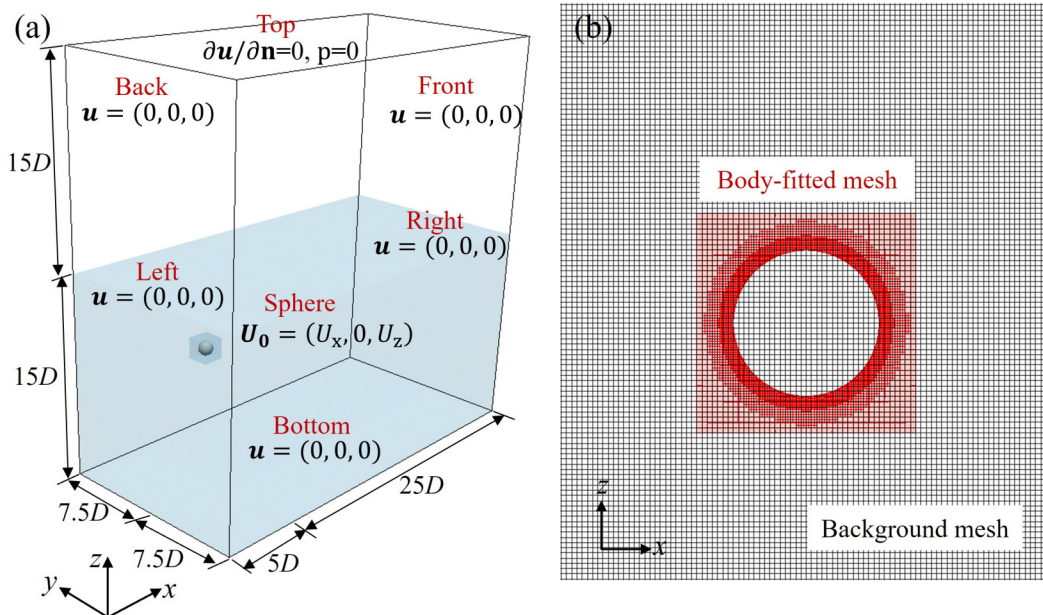 (a)
Top
∂𝒖/∂𝐧=0, p=0
Back
𝒖 = (0, 0, 0)
Front
𝒖 = (0, 0, 0)
15D
Right
𝒖 = (0, 0, 0)
Left
𝒖 = (0, 0, 0)
Sphere
𝑼₀ = (Uₓ, 0, U_z)
15D
Bottom
𝒖 = (0, 0, 0)
25D
7.5D
7.5D
5D
z
y
x
(b)
Body-fitted mesh
z
x
Background mesh